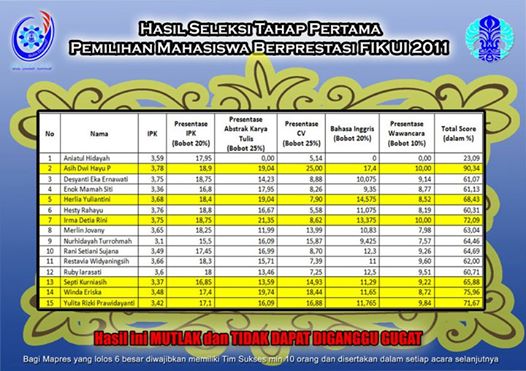 Hasil Seleksi Tahap Pertama
Pemilihan Mahasiswa Berprestasi FIK UI 2011
No Nama IPK Presentase IPK (Bobot 20%) Presentase Abstrak Karya Tulis (Bobot 25%) Presentase CV (Bobot 25%) Bahasa Inggris (Bobot 20%) Presentase Wawancara (Bobot 10%) Total Score (dalam %)
1 Aniatul Hidayah 3,59 17,95 0,00 5,14 0 0,00 23,09
2 Asih Dwi Hayu P 3,78 18,9 19,04 25,00 17,4 10,00 90,34
3 Desyanti Eka Ernawati 3,75 18,75 14,23 8,88 10,075 9,14 61,07
4 Enok Mamah Siti 3,36 16,8 17,95 8,26 9,35 8,77 61,13
5 Herlia Yuliantini 3,68 18,4 19,04 7,90 14,575 8,52 68,43
6 Hesty Rahayu 3,76 18,8 16,67 5,58 11,075 8,19 60,31
7 Irma Detia Rini 3,75 18,75 21,35 8,62 13,375 10,00 72,09
8 Merlin Jovany 3,65 18,25 11,99 13,99 10,83 7,98 63,04
9 Nurhidayah Turrohmah 3,1 15,5 16,09 15,87 9,425 7,57 64,46
10 Rani Setiani Sujana 3,49 17,45 16,99 8,70 12,3 9,26 64,69
11 Restavia Widyaningsih 3,66 18,3 15,71 7,39 11 9,60 62,00
12 Ruby larasati 3,6 18 13,46 7,25 12,5 9,51 60,71
13 Septi Kurniasih 3,37 16,85 13,59 14,93 11,29 9,22 65,88
14 Winda Eriska 3,48 17,4 19,74 18,44 11,65 8,72 75,96
15 Yulita Rizki Prawidayanti 3,42 17,1 16,09 16,88 11,765 9,84 71,67
Hasil ini MUTLAK dan TIDAK DAPAT DIGANGGU GUGAT
Bagi Mapres yang lolos 6 besar diwajibkan memiliki Tim Sukses min 10 orang dan disertakan dalam setiap acara selanjutnya